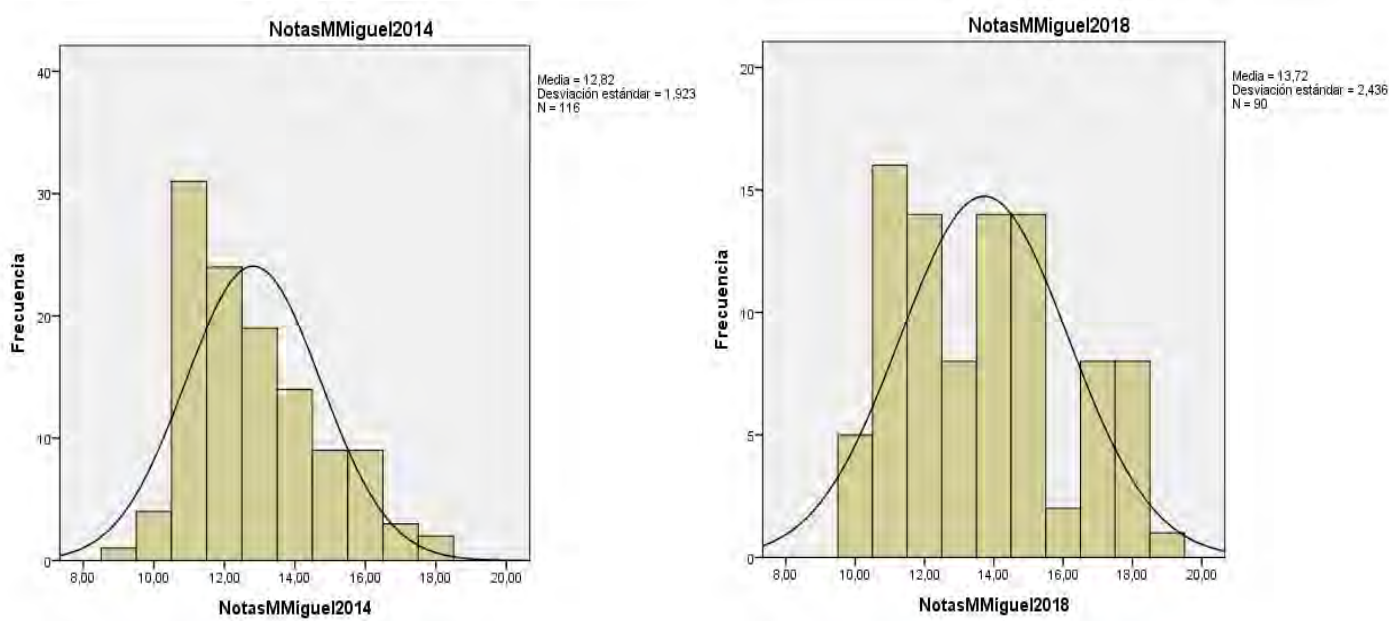 NotasMMiguel2014
Media = 12,82
Desviación estándar = 1,923
N = 116
40
30
20
10
0
Frecuencia
8,00 10,00 12,00 14,00 16,00 18,00 20,00
NotasMMiguel2014
NotasMMiguel2018
Media = 13,72
Desviación estándar = 2,436
N = 90
20
15
10
5
0
Frecuencia
8,00 10,00 12,00 14,00 16,00 18,00 20,00
NotasMMiguel2018